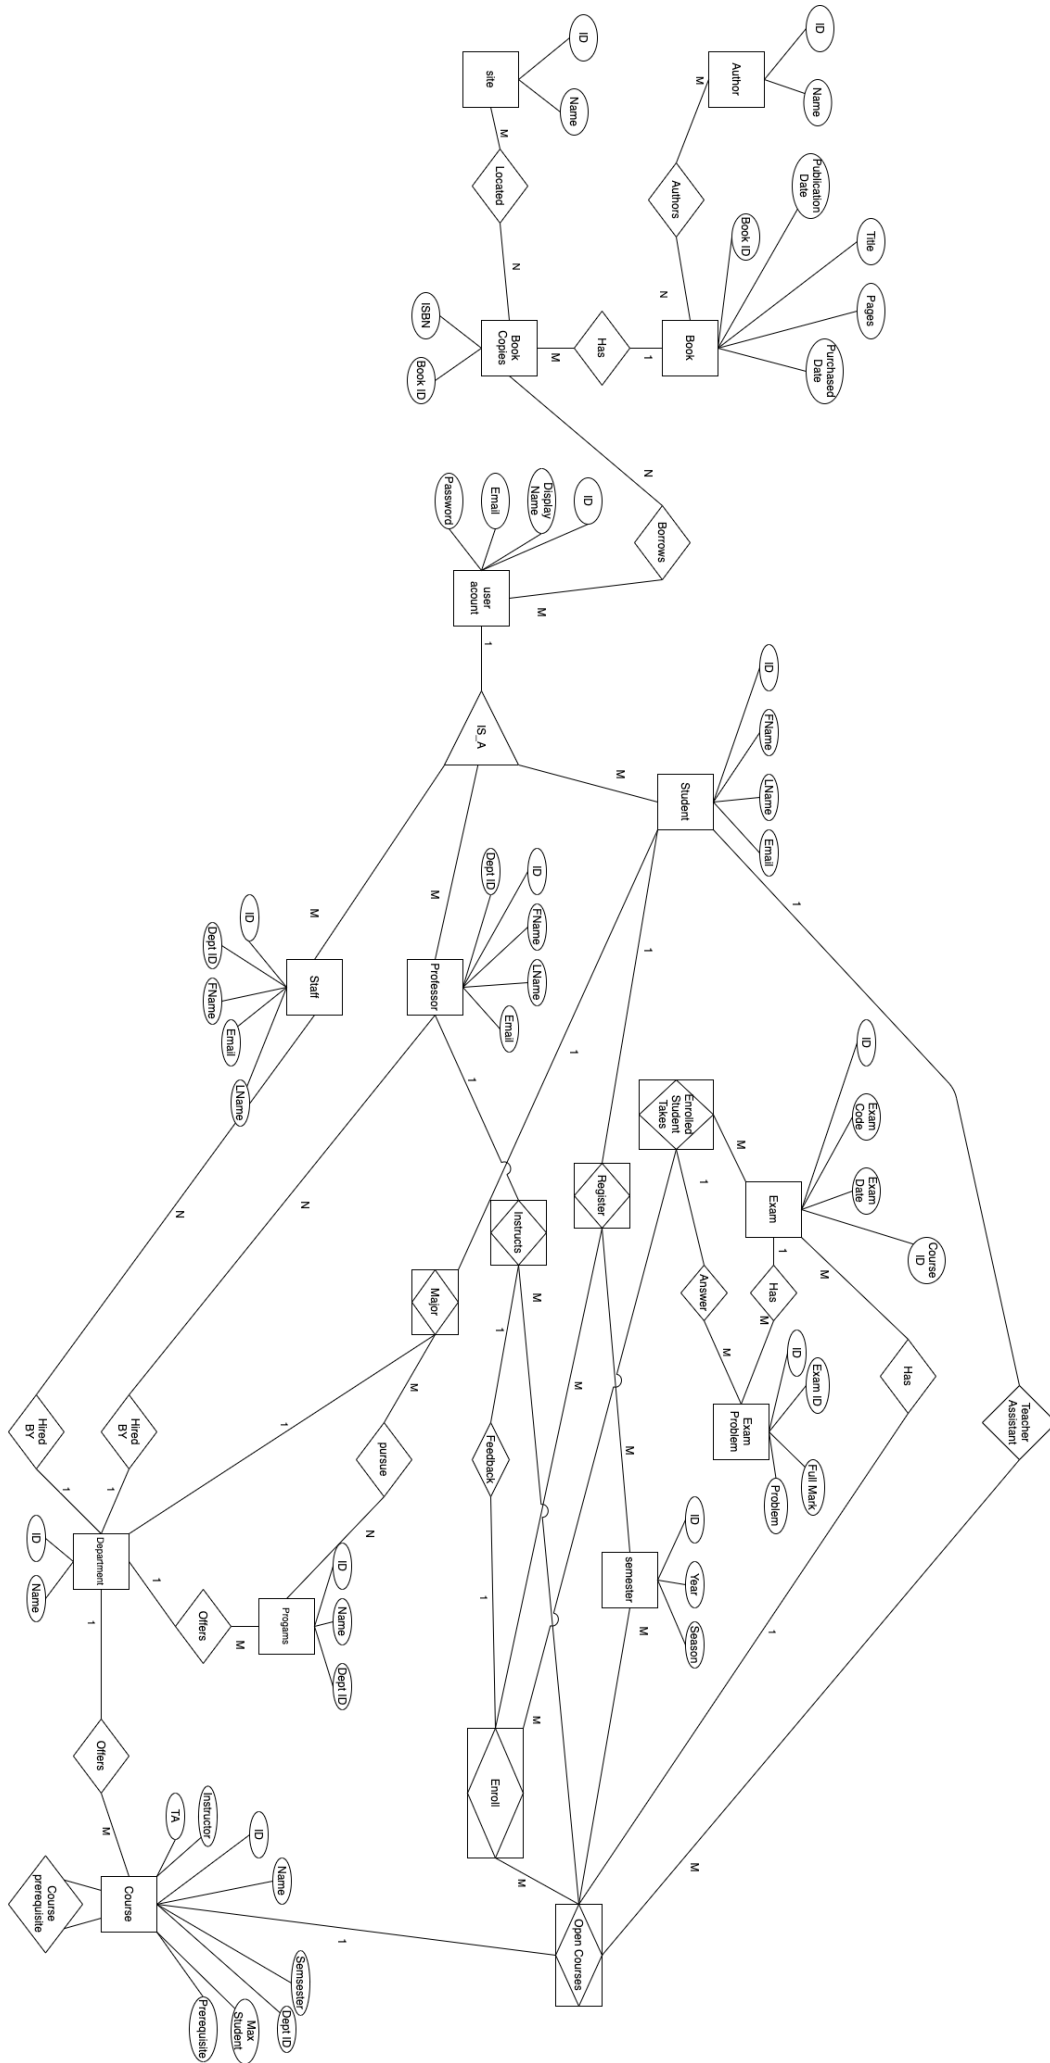 ID
Name
Author
M
Authors
N
Publication
Date
Book ID
Title
Pages
Purchased
Date
Book
1
Has
M
ID
Name
site
M
Located
N
Book
Copies
ISBN
Book ID
N
Borrows
M
ID
Display
Name
Email
Password
user
acount
1
IS_A
M
M
M
ID
FName
LName
Email
Student
1
1
1
ID
FName
LName
Email
Dept ID
Professor
1
N
ID
Dept ID
FName
Email
LName
Staff
N
Teacher
Assistant
M
ID
Exam
Code
Exam
Date
Course
ID
Exam
M
Has
1
1
Has
M
M
Enrolled
Student
Takes
1
Answer
M
ID
Exam ID
Full Mark
Problem
Exam
Problem
Register
M
M
ID
Year
Season
semester
M
Instructs
M
1
Feedback
1
Major
M
pursue
N
1
ID
Name
Dept ID
Progams
M
Offers
1
Hired
BY
1
Hired
BY
1
ID
Name
Department
1
Offers
M
M
Enroll
M
Open Courses
1
TA
Instructor
ID
Name
Semsester
Dept ID
Max
Student
Prerequisite
Course
Course
prerequisite